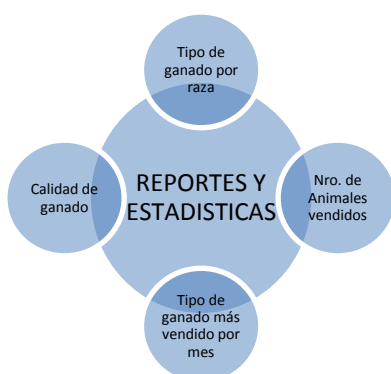 Tipo de
ganado por
raza
Calidad de
ganado
REPORTES Y
ESTADISTICAS
Nro. de
Animales
vendidos
Tipo de
ganado más
vendido por
mes